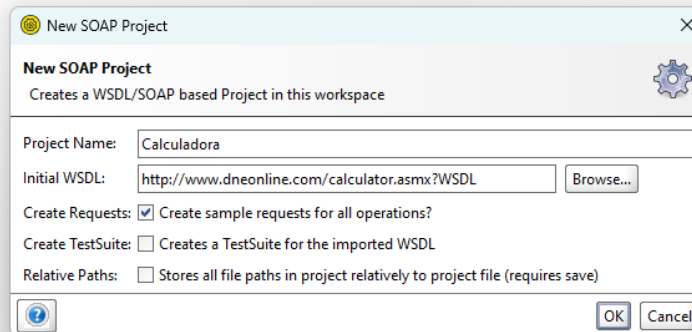 New SOAP Project
New SOAP Project
Creates a WSDL/SOAP based Project in this workspace
Project Name: Calculadora
Initial WSDL: http://www.dneonline.com/calculator.asmx?WSDL Browse...
Create Requests: Create sample requests for all operations?
Create TestSuite: Creates a TestSuite for the imported WSDL
Relative Paths: Stores all file paths in project relatively to project file (requires save)
? OK Cancel